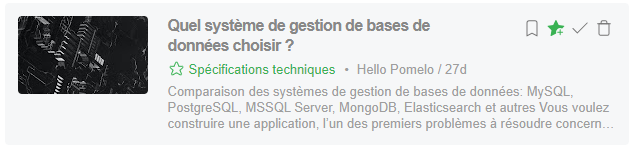 Quel système de gestion de bases de
données choisir ?
Spécifications techniques • Hello Pomelo / 27d
Comparaison des systèmes de gestion de bases de données: MySQL,
PostgreSQL, MSSQL Server, MongoDB, Elasticsearch et autres Vous voulez
construire une application, l'un des premiers problèmes à résoudre concern…